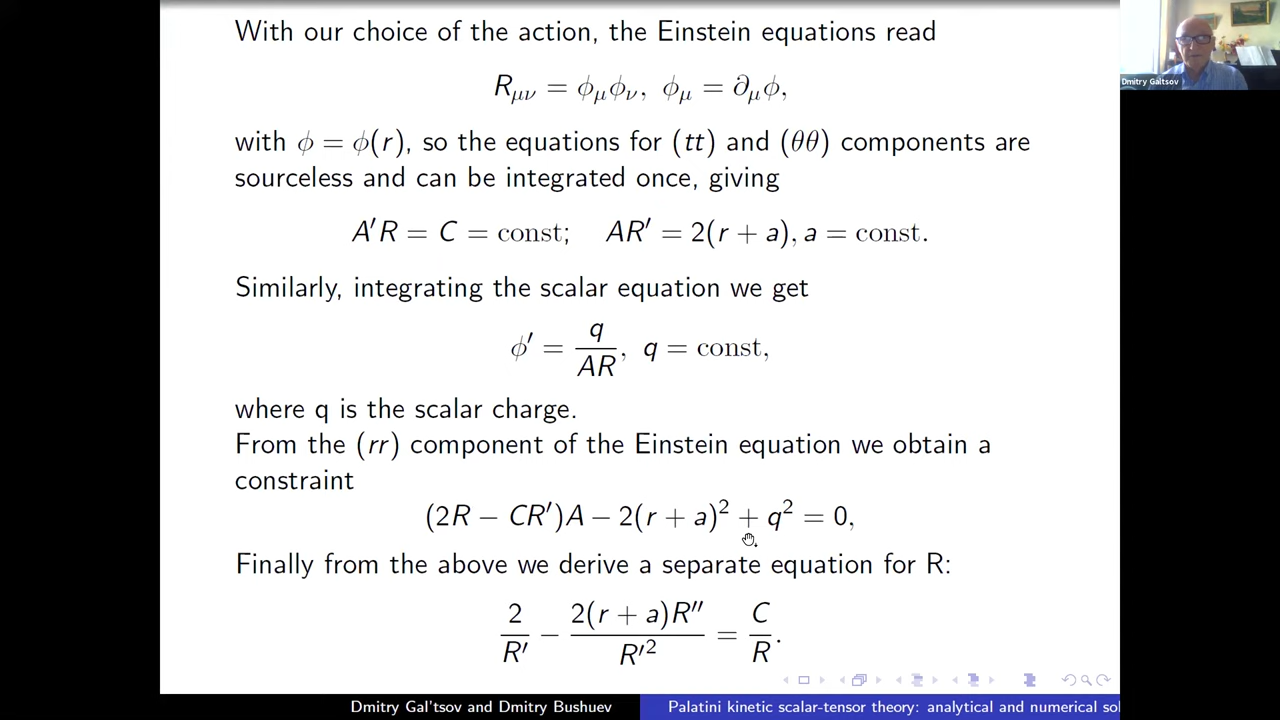 With our choice of the action, the Einstein equations read
R_{μν} = ϕ_μϕ_ν, ϕ_μ = ∂_μϕ,
with ϕ = ϕ(r), so the equations for (tt) and (θθ) components are
sourceless and can be integrated once, giving
A′R = C = const; AR′ = 2(r + a), a = const.
Similarly, integrating the scalar equation we get
ϕ′ = q/AR, q = const,
where q is the scalar charge.
From the (rr) component of the Einstein equation we obtain a
constraint
(2R − CR′)A − 2(r + a)² + q² = 0,
Finally from the above we derive a separate equation for R:
2/R′ − 2(r + a)R″/R′² = C/R.
Dmitry Gal'tsov and Dmitry Bushuev Palatini kinetic scalar-tensor theory: analytical and numerical sol
Dmitry Galtsov